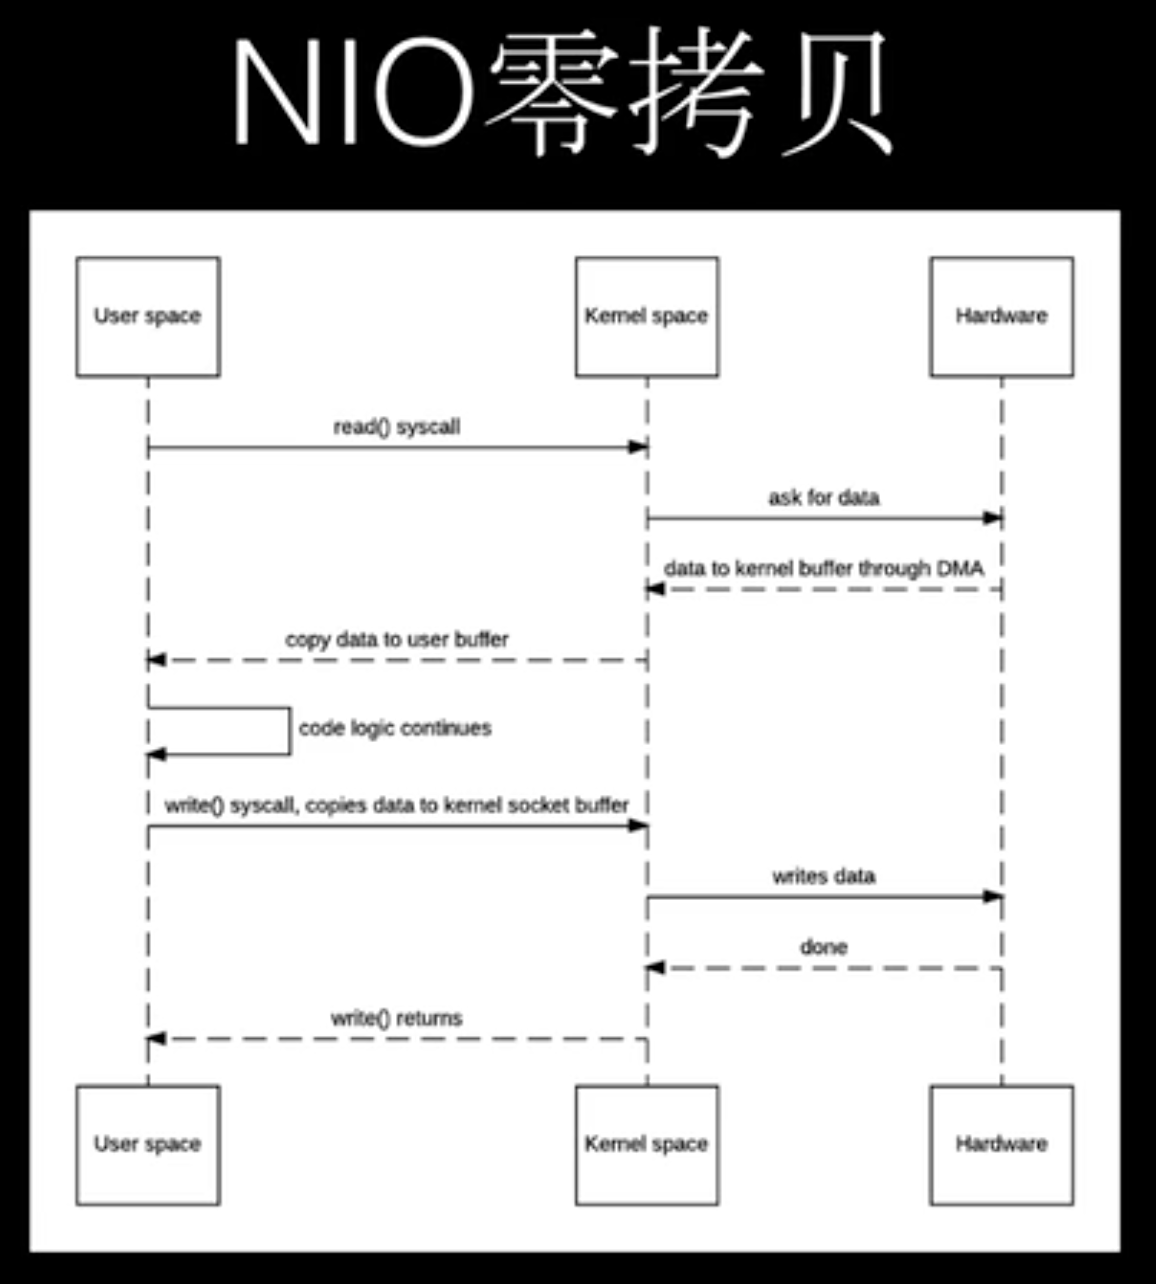 NIO零拷贝
User space
Kernel space
Hardware
read() syscall
ask for data
data to kernel buffer through DMA
copy data to user buffer
code logic continues
write() syscall, copies data to kernel socket buffer
writes data
done
write() returns
User space
Kernel space
Hardware